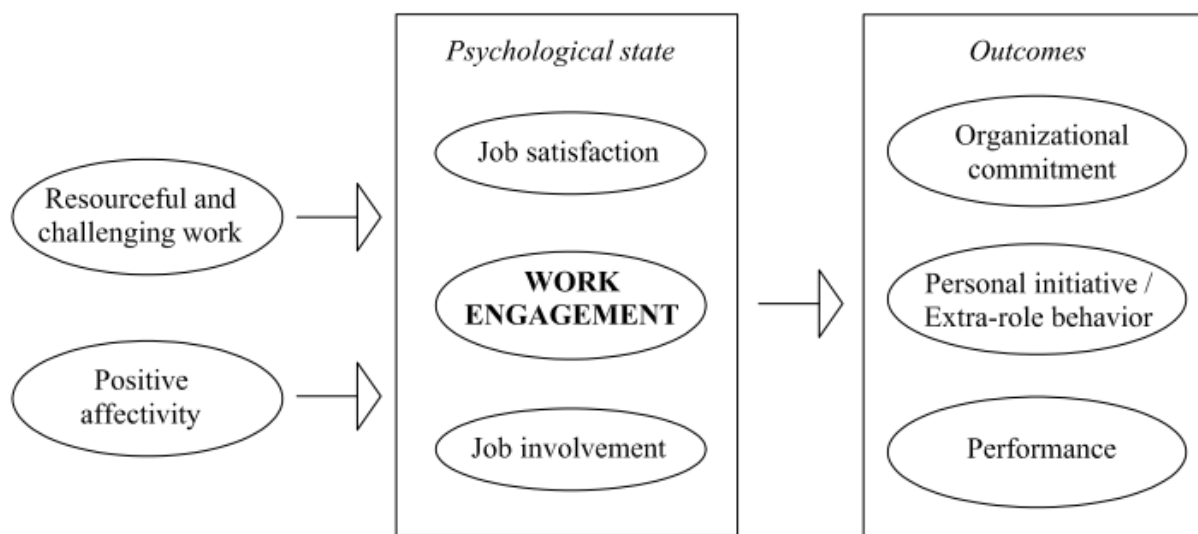 Resourceful and
challenging work
Positive
affectivity
Psychological state
Job satisfaction
WORK
ENGAGEMENT
Job involvement
Outcomes
Organizational
commitment
Personal initiative /
Extra-role behavior
Performance